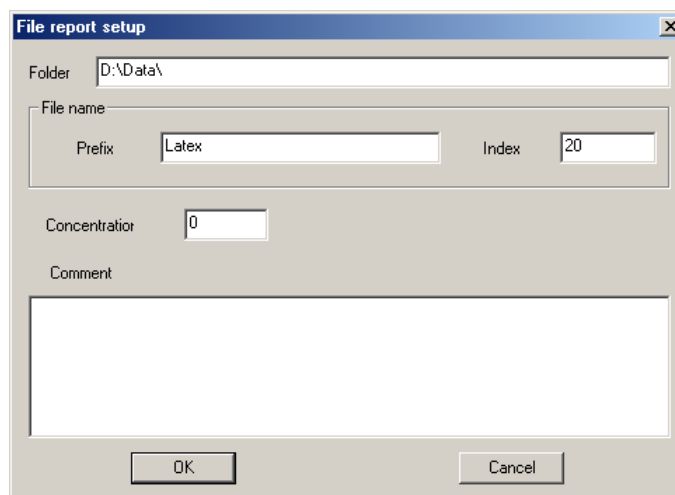 File report setup
Folder D:\Data\
File name
Prefix Latex Index 20
Concentratior 0
Comment
OK Cancel